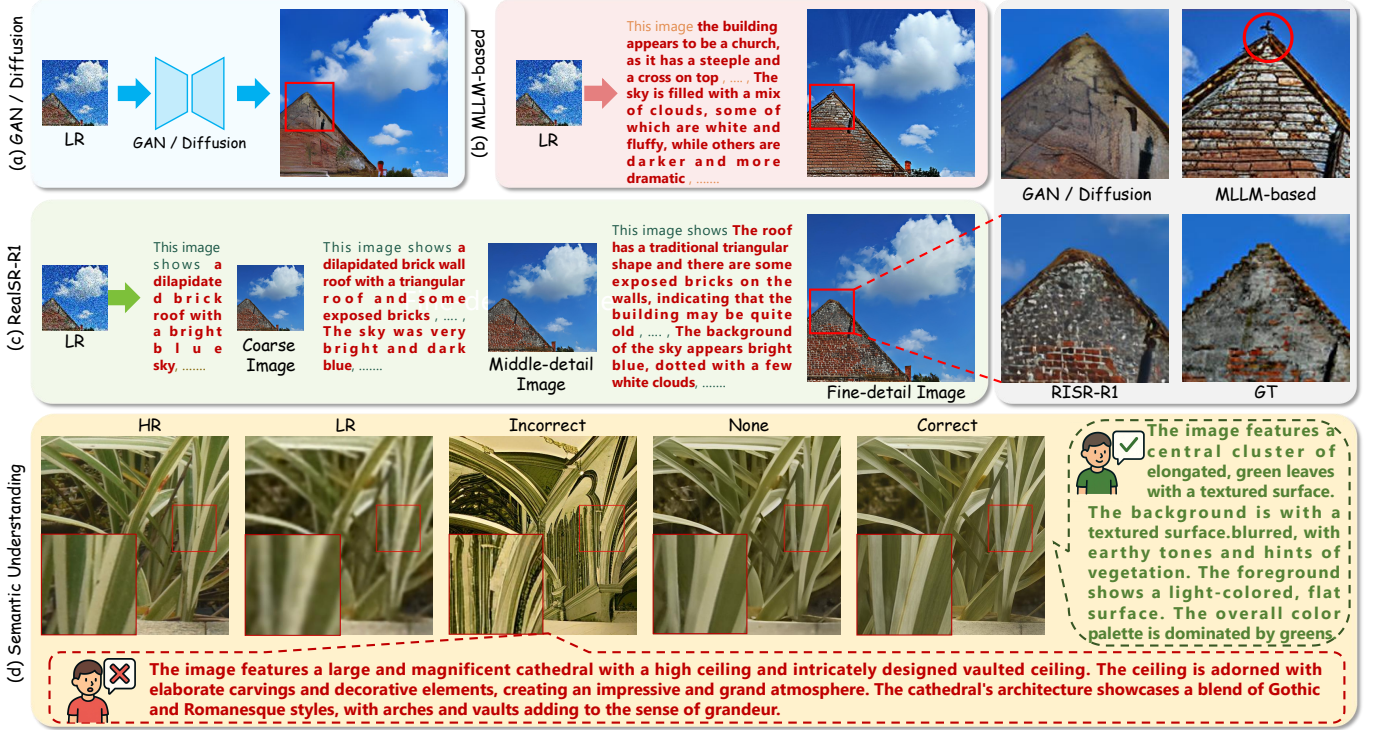 (a) GAN / Diffusion
LR
GAN / Diffusion
(b) MLLM-based
LR
This image the building
appears to be a church,
as it has a steeple and
a cross on top , .... , The
sky is filled with a mix
of clouds, some of
which are white and
fluffy, while others are
darker and more
dramatic , .......
GAN / Diffusion
MLLM-based
(c) RealSR-R1
LR
This image
shows a
dilapidate
d brick
roof with
a bright
blue
sky, .......
Coarse
Image
This image shows a
dilapidated brick wall
roof with a triangular
roof and some
exposed bricks , .... ,
The sky was very
bright and dark
blue, .......
Middle-detail
Image
This image shows The roof
has a traditional triangular
shape and there are some
exposed bricks on the
walls, indicating that the
building may be quite
old , .... , The background
of the sky appears bright
blue, dotted with a few
white clouds, .......
Fine-detail Image
RISR-R1
GT
(d) Semantic Understanding
HR
LR
Incorrect
None
Correct
The image features a
central cluster of
elongated, green leaves
with a textured surface.
The background is with a
textured surface.blurred, with
earthy tones and hints of
vegetation. The foreground
shows a light-colored, flat
surface. The overall color
palette is dominated by greens.
The image features a large and magnificent cathedral with a high ceiling and intricately designed vaulted ceiling. The ceiling is adorned with
elaborate carvings and decorative elements, creating an impressive and grand atmosphere. The cathedral's architecture showcases a blend of Gothic
and Romanesque styles, with arches and vaults adding to the sense of grandeur.